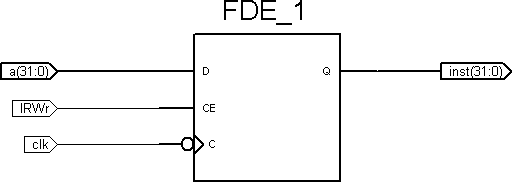 FDE_1
a(31:0)
D
Q
inst(31:0)
IRWr
CE
clk
C